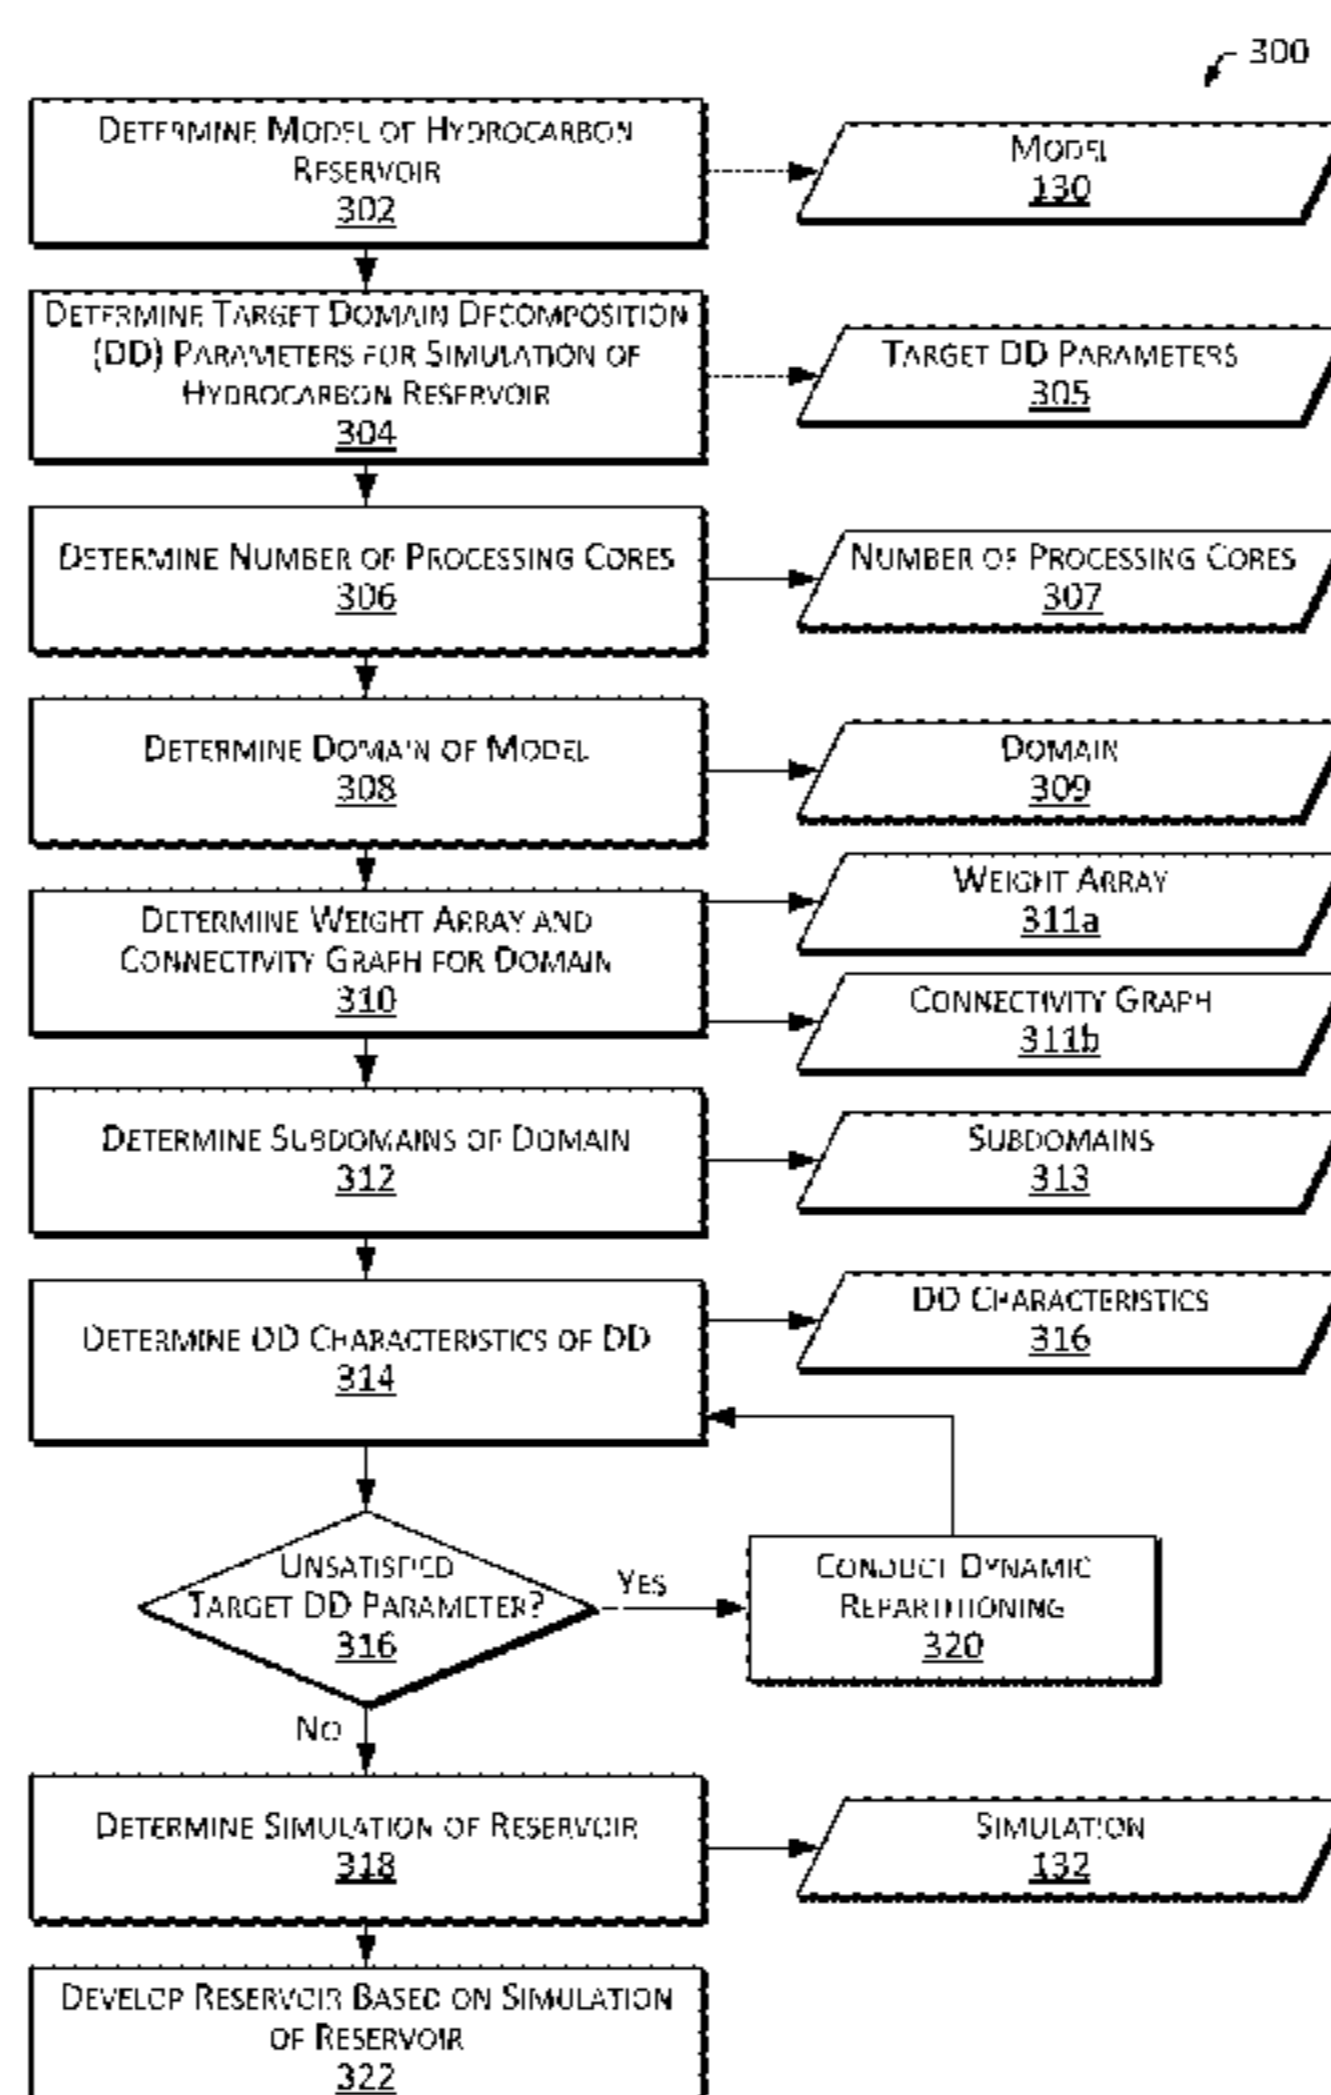 300
DETERMINE MODEL OF HYDROCARBON
RESERVOIR
302
MODEL
130
DETERMINE TARGET DOMAIN DECOMPOSITION
(DD) PARAMETERS FOR SIMULATION OF
HYDROCARBON RESERVOIR
304
TARGET DD PARAMETERS
305
DETERMINE NUMBER OF PROCESSING CORES
306
NUMBER OF PROCESSING CORES
307
DETERMINE DOMAIN OF MODEL
308
DOMAIN
309
DETERMINE WEIGHT ARRAY AND
CONNECTIVITY GRAPH FOR DOMAIN
310
WEIGHT ARRAY
311a
CONNECTIVITY GRAPH
311b
DETERMINE SUBDOMAINS OF DOMAIN
312
SUBDOMAINS
313
DETERMINE DD CHARACTERISTICS OF DD
314
DD CHARACTERISTICS
316
UNSATISFIED
TARGET DD PARAMETER?
316
YES
CONDUCT DYNAMIC
REPARTITIONING
320
NO
DETERMINE SIMULATION OF RESERVOIR
318
SIMULATION
132
DEVELOP RESERVOIR BASED ON SIMULATION
OF RESERVOIR
322